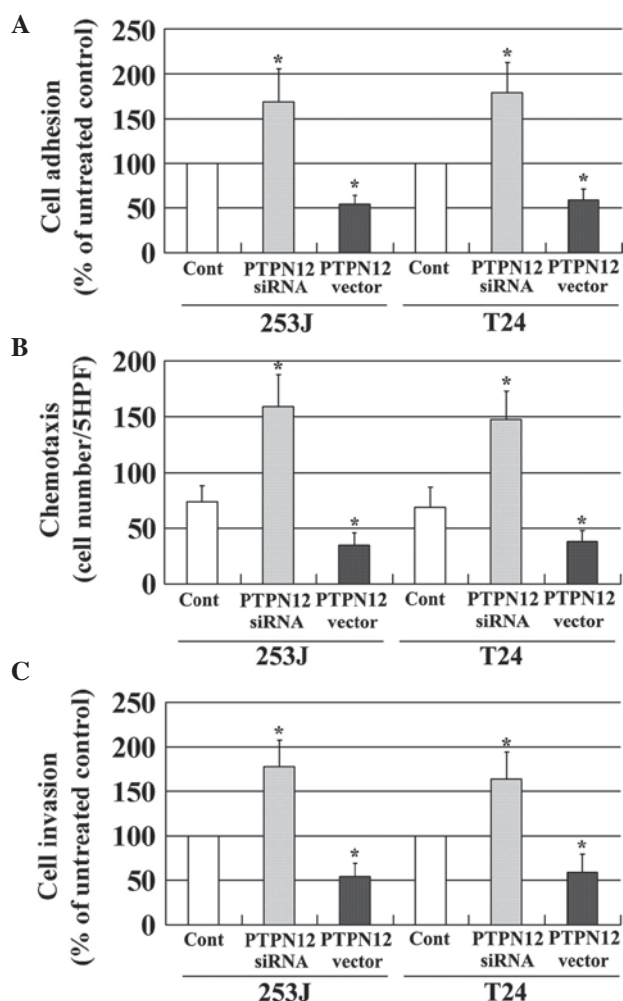 A
Cell adhesion
(% of untreated control)
250
200
150
100
50
0
*
*
*
*
Cont
PTPN12
siRNA
PTPN12
vector
Cont
PTPN12
siRNA
PTPN12
vector
253J
T24
B
Chemotaxis
(cell number/5HPF)
200
150
100
50
0
*
*
*
*
Cont
PTPN12
siRNA
PTPN12
vector
Cont
PTPN12
siRNA
PTPN12
vector
253J
T24
C
Cell invasion
(% of untreated control)
250
200
150
100
50
0
*
*
*
*
Cont
PTPN12
siRNA
PTPN12
vector
Cont
PTPN12
siRNA
PTPN12
vector
253J
T24